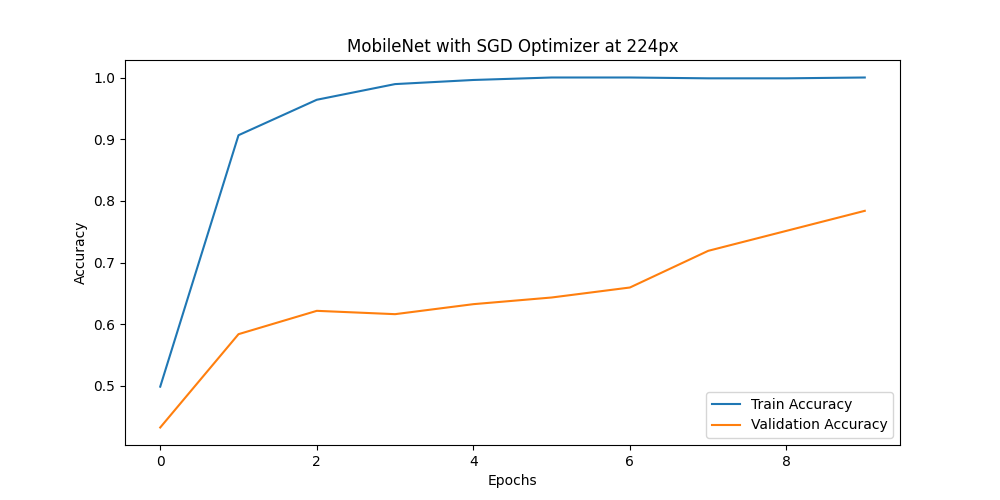 MobileNet with SGD Optimizer at 224px
1.0
0.9
0.8
0.7
0.6
0.5
Accuracy
0 2 4 6 8
Epochs
Train Accuracy
Validation Accuracy